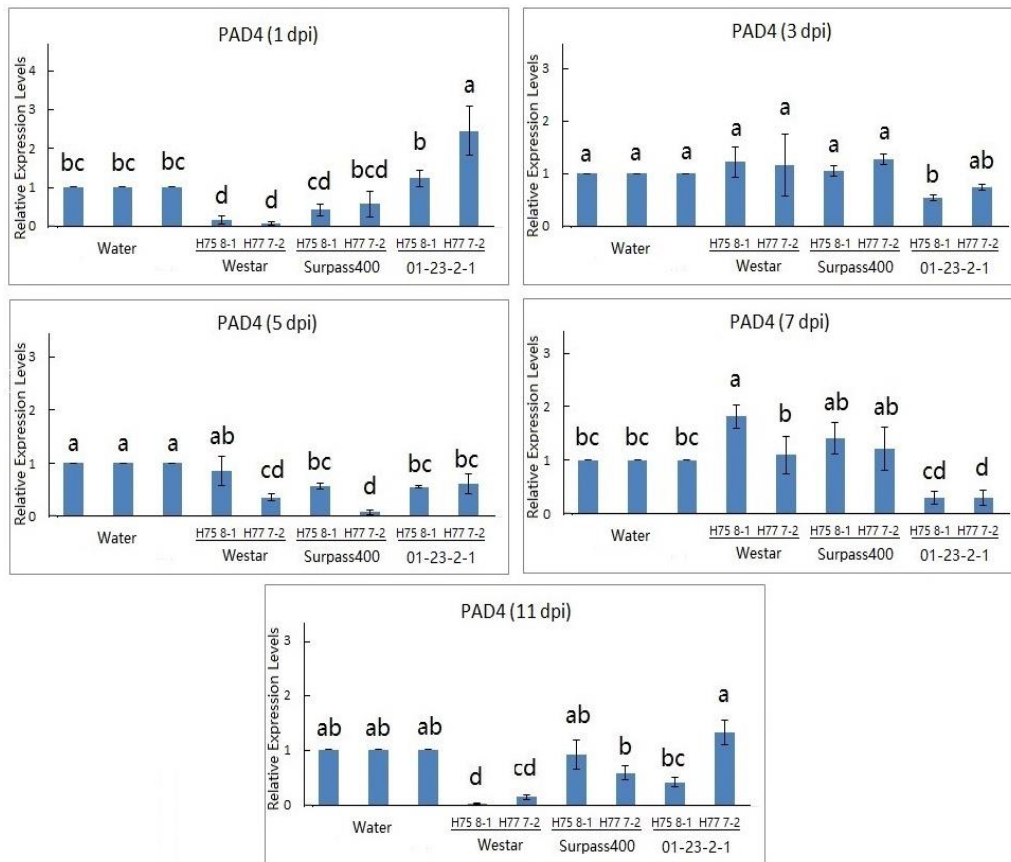 PAD4 (1 dpi)
Relative Expression Levels
4
3
2
1
0
bc bc bc d d cd bcd b a
Water
H75 8-1 H77 7-2 H75 8-1 H77 7-2 H75 8-1 H77 7-2
Westar Surpass400 01-23-2-1
PAD4 (3 dpi)
Relative Expression Levels
3
2
1
0
a a a a a a a b ab
Water
H75 8-1 H77 7-2 H75 8-1 H77 7-2 H75 8-1 H77 7-2
Westar Surpass400 01-23-2-1
PAD4 (5 dpi)
Relative Expression Levels
3
2
1
0
a a a ab cd bc d bc bc
Water
H75 8-1 H77 7-2 H75 8-1 H77 7-2 H75 8-1 H77 7-2
Westar Surpass400 01-23-2-1
PAD4 (7 dpi)
Relative Expression Levels
3
2
1
0
bc bc bc a b ab ab cd d
Water
H75 8-1 H77 7-2 H75 8-1 H77 7-2 H75 8-1 H77 7-2
Westar Surpass400 01-23-2-1
PAD4 (11 dpi)
Relative Expression Levels
3
2
1
0
ab ab ab d cd ab b bc a
Water
H75 8-1 H77 7-2 H75 8-1 H77 7-2 H75 8-1 H77 7-2
Westar Surpass400 01-23-2-1